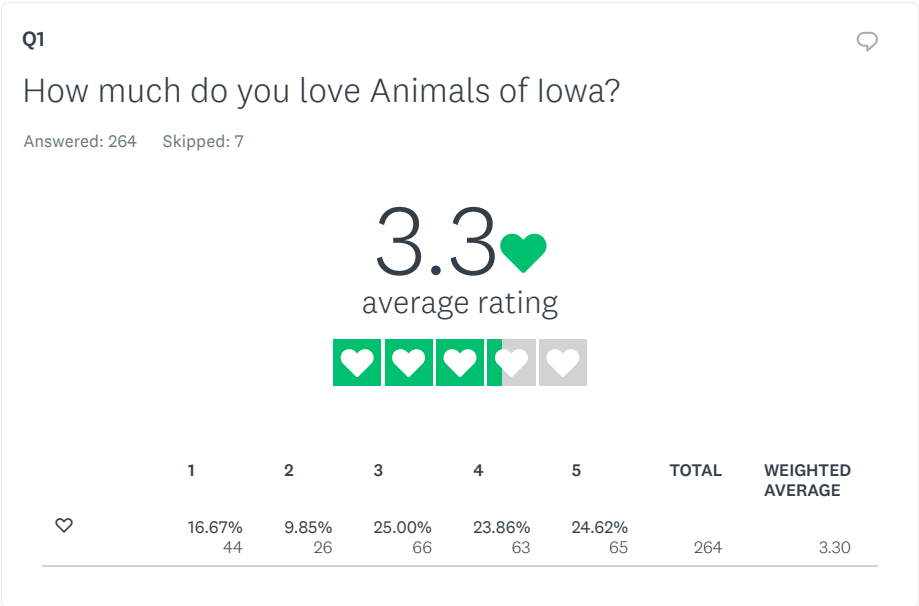 Q1
How much do you love Animals of Iowa?
Answered: 264 Skipped: 7
3.3
average rating
1 2 3 4 5 TOTAL WEIGHTED AVERAGE
16.67% 9.85% 25.00% 23.86% 24.62%
44 26 66 63 65 264 3.30